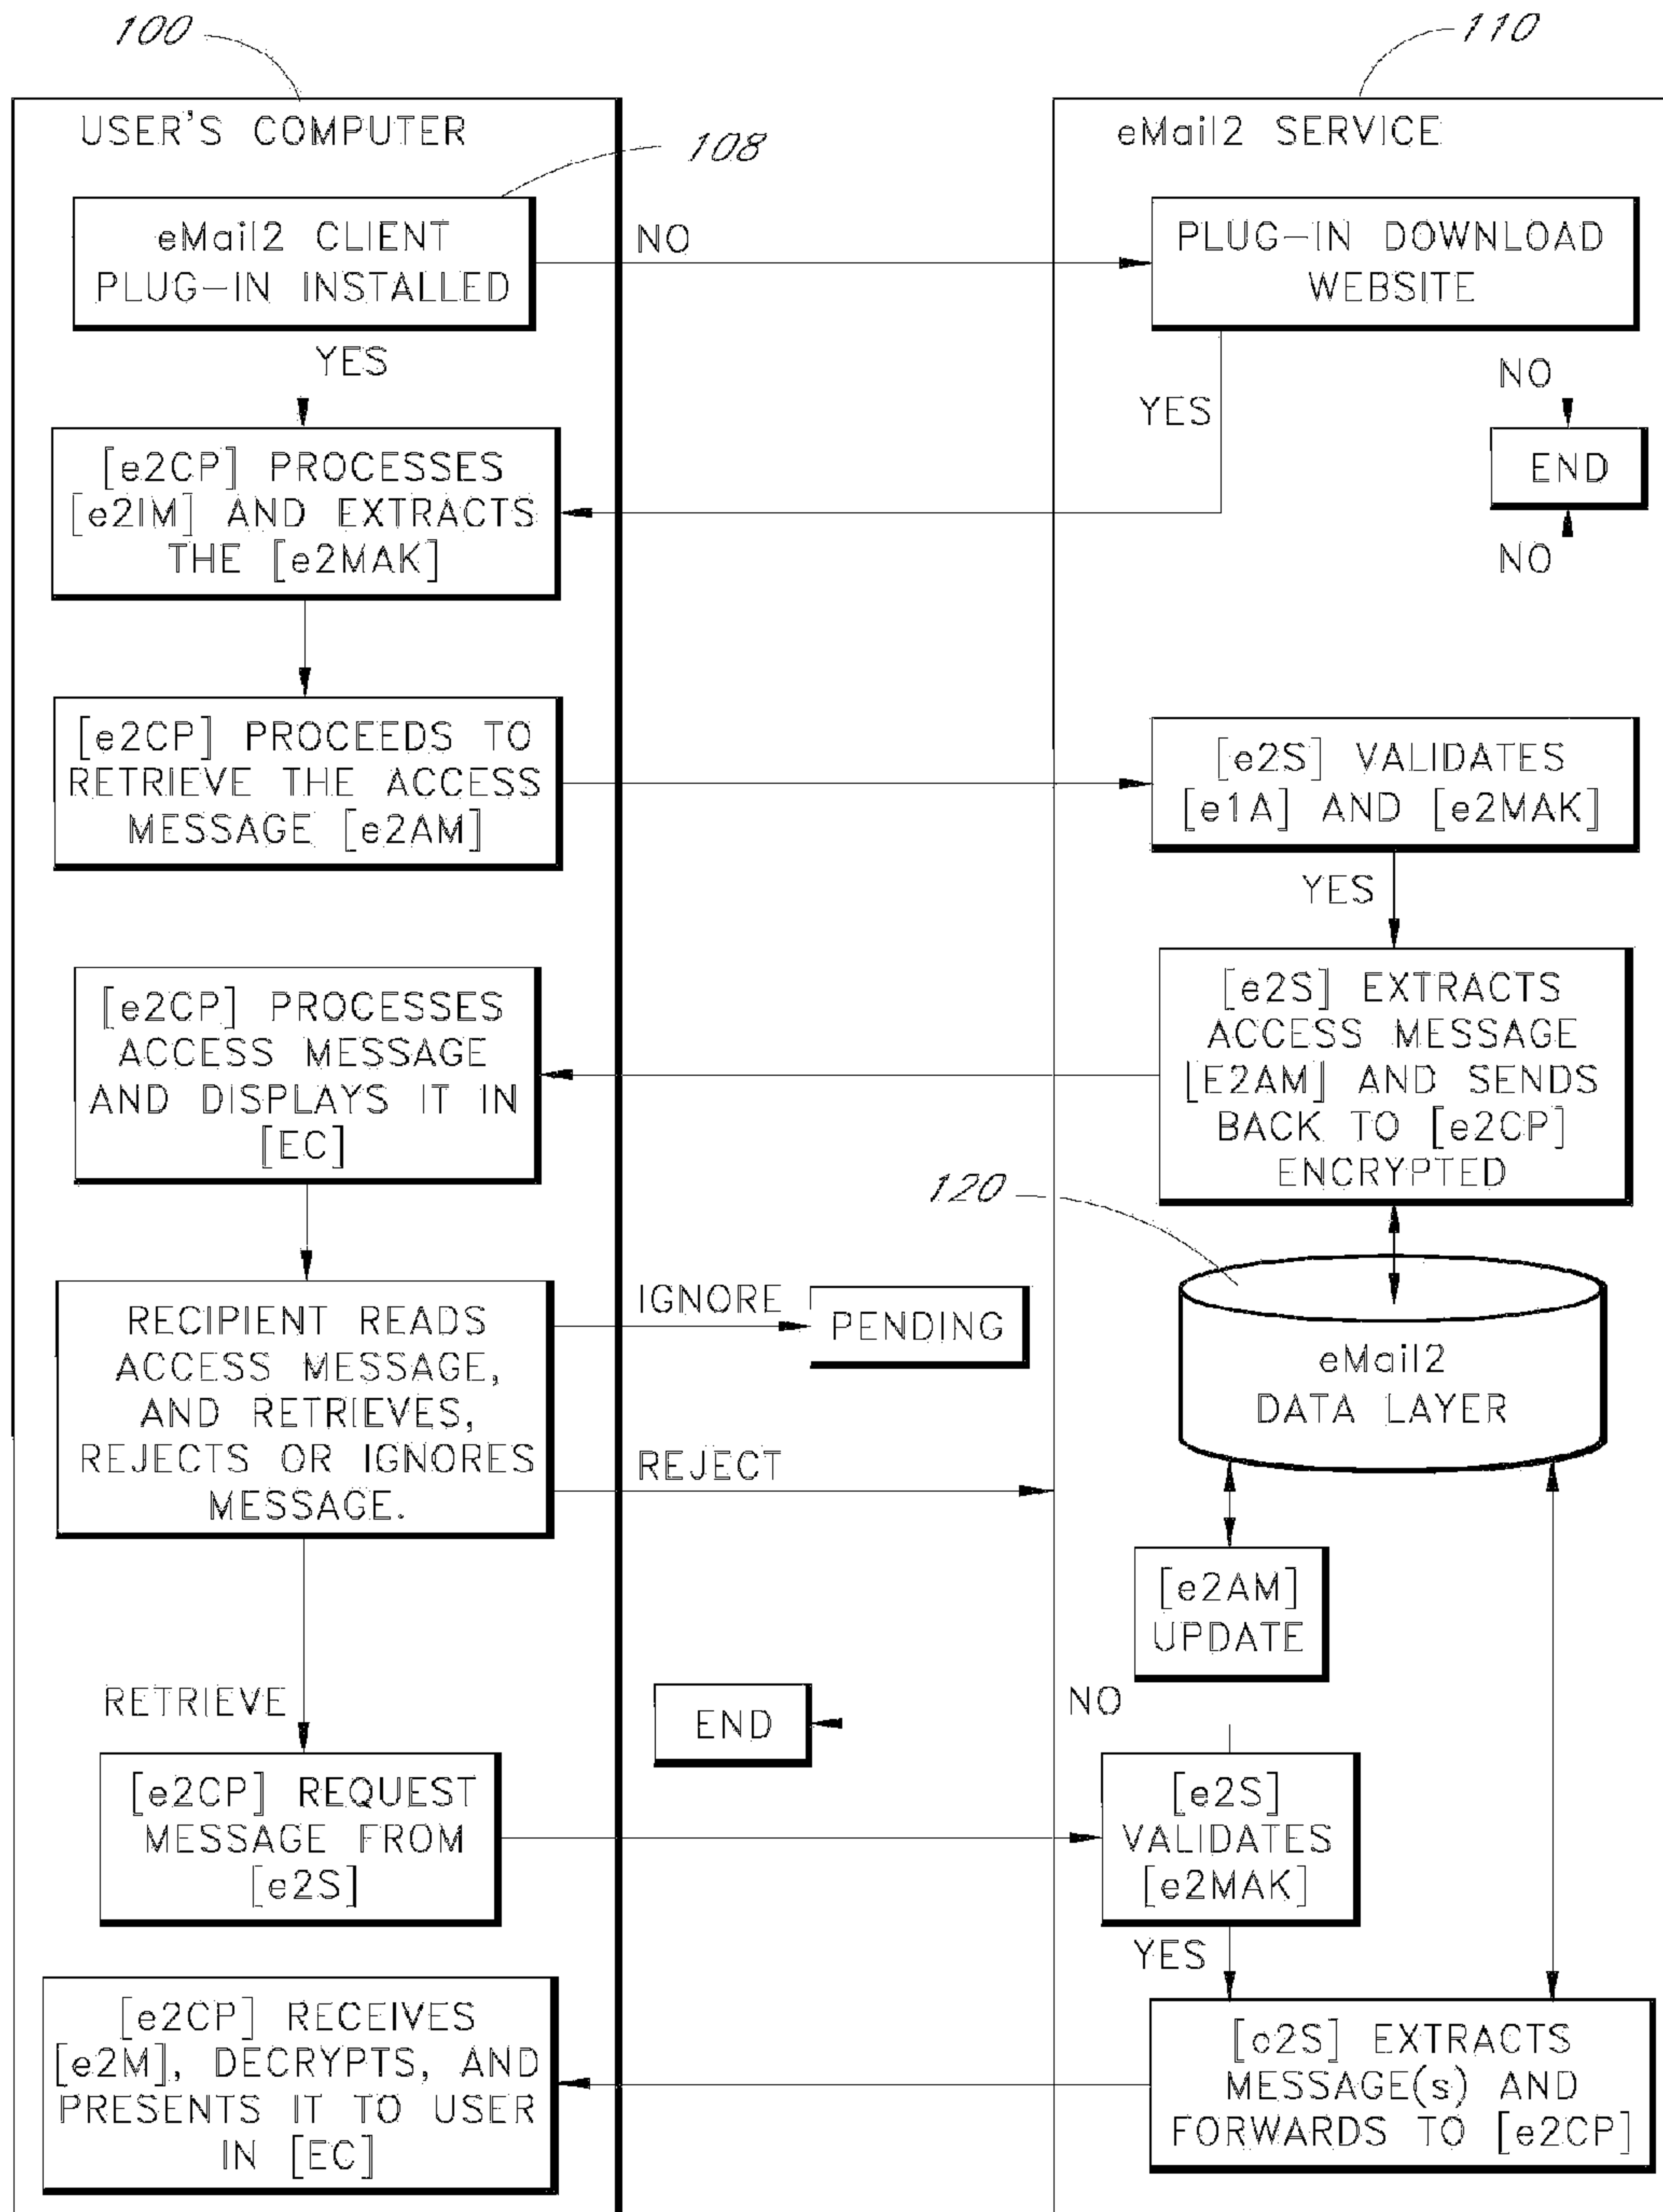 100
110
USER'S COMPUTER
eMail2 SERVICE
108
eMail2 CLIENT
PLUG-IN INSTALLED
NO
PLUG-IN DOWNLOAD
WEBSITE
YES
YES
NO
END
NO
[e2CP] PROCESSES
[e2IM] AND EXTRACTS
THE [e2MAK]
[e2CP] PROCEEDS TO
RETRIEVE THE ACCESS
MESSAGE [e2AM]
[e2S] VALIDATES
[e1A] AND [e2MAK]
YES
[e2CP] PROCESSES
ACCESS MESSAGE
AND DISPLAYS IT IN
[EC]
[e2S] EXTRACTS
ACCESS MESSAGE
[E2AM] AND SENDS
BACK TO [e2CP]
ENCRYPTED
120
RECIPIENT READS
ACCESS MESSAGE,
AND RETRIEVES,
REJECTS OR IGNORES
MESSAGE.
IGNORE
PENDING
REJECT
eMail2
DATA LAYER
[e2AM]
UPDATE
RETRIEVE
END
NO
[e2CP] REQUEST
MESSAGE FROM
[e2S]
[e2S]
VALIDATES
[e2MAK]
YES
[e2CP] RECEIVES
[e2M], DECRYPTS, AND
PRESENTS IT TO USER
IN [EC]
[c2S] EXTRACTS
MESSAGE(s) AND
FORWARDS TO [e2CP]